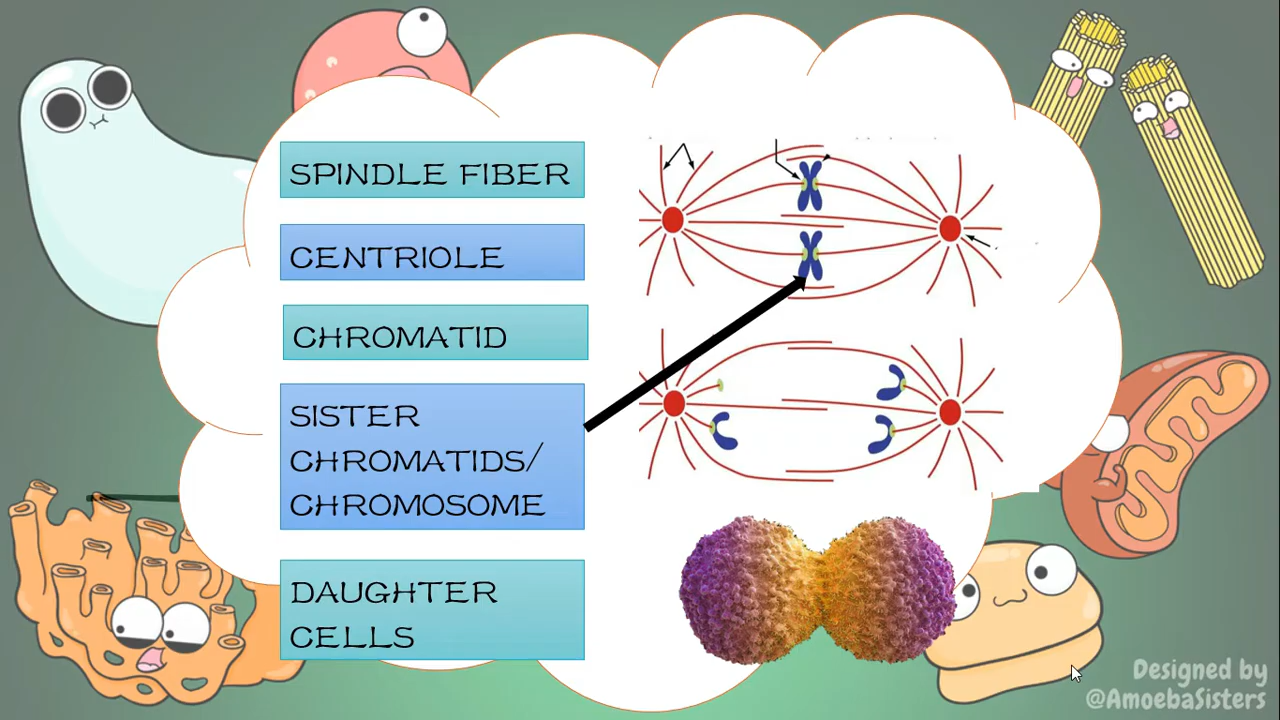 SPINDLE FIBER
CENTRIOLE
CHROMATID
SISTER
CHROMATIDS/
CHROMOSOME
DAUGHTER
CELLS
Designed by
@AmoebaSisters